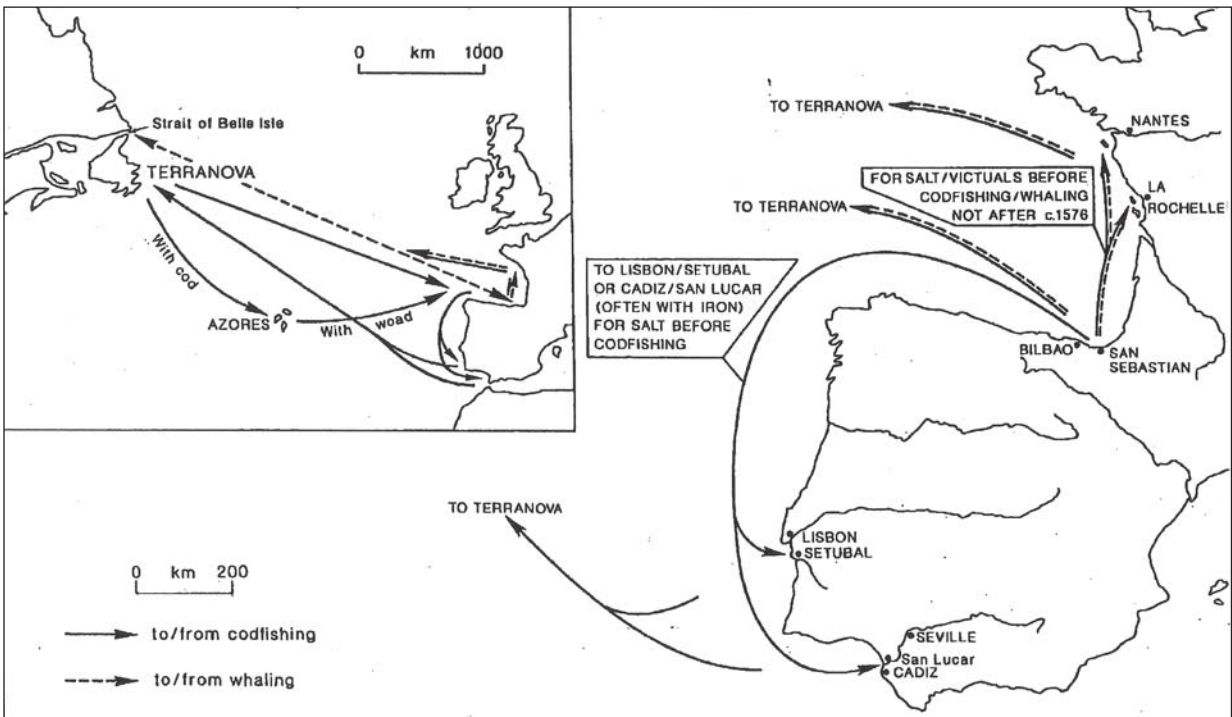 0 km 1000
Strait of Belle Isle
TERRANOVA
With cod
AZORES
With woad
TO TERRANOVA
NANTES
FOR SALT/VICTUALS BEFORE
CODFISHING/WHALING
NOT AFTER c.1576
LA
ROCHELLE
TO TERRANOVA
TO LISBON/SETUBAL
OR CADIZ/SAN LUCAR
(OFTEN WITH IRON)
FOR SALT BEFORE
CODFISHING
BILBAO
SAN
SEBASTIAN
TO TERRANOVA
LISBON
SETUBAL
0 km 200
to/from codfishing
to/from whaling
SEVILLE
San Lucar
CADIZ